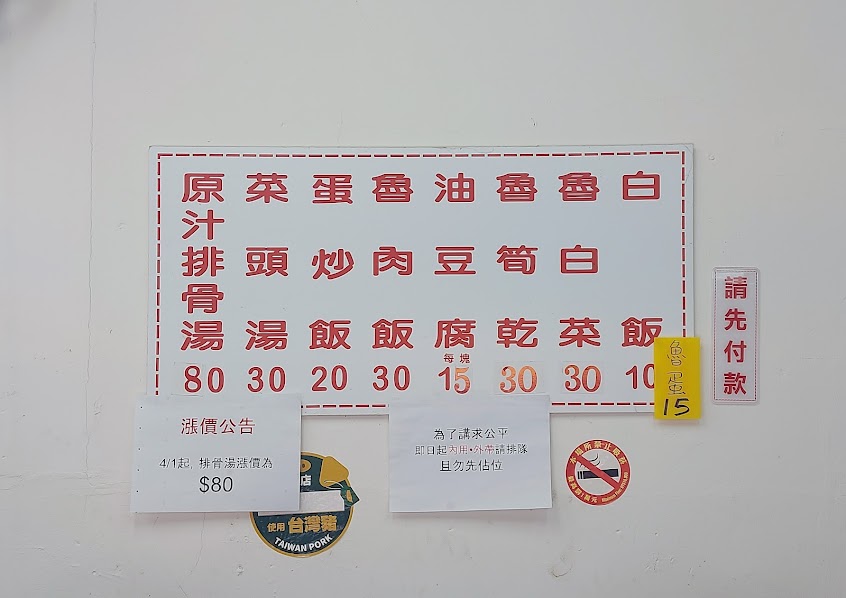 白飯 10
魯白菜 30
魯筍乾 30
油豆腐 每塊 15
魯肉飯 30
蛋炒飯 20
菜頭湯 30
原汁排骨湯 80
魯蛋
15
請先付款
漲價公告
4/1起, 排骨湯漲價為
$80
為了講求公平
即日起內用•外帶請排隊
且勿先佔位
店
使用 台灣豬
TAIWAN PORK